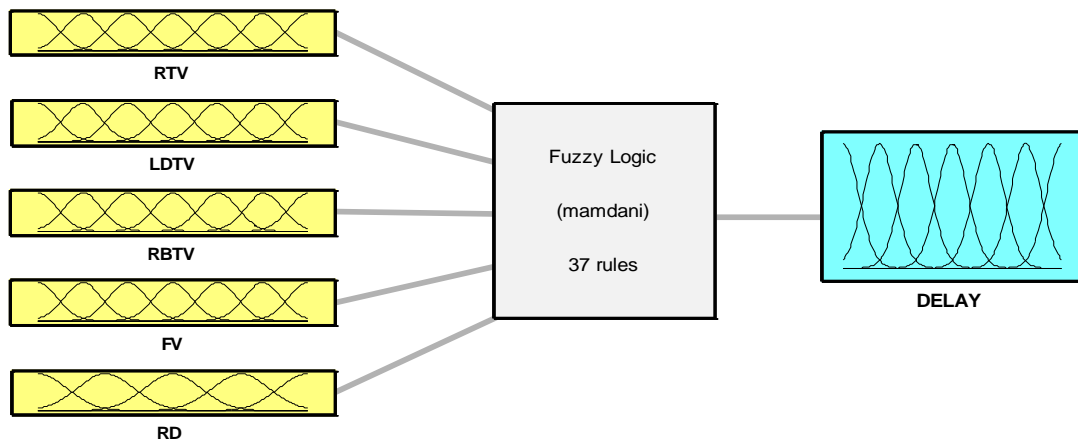 RTV
LDTV
RBTV
FV
RD
Fuzzy Logic
(mamdani)
37 rules
DELAY